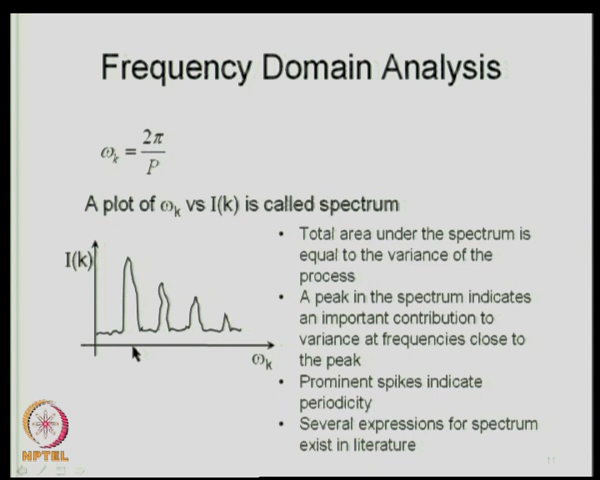 Frequency Domain Analysis
ωₖ = 2π / P
A plot of ωₖ vs I(k) is called spectrum
I(k)
ωₖ
• Total area under the spectrum is
equal to the variance of the
process
• A peak in the spectrum indicates
an important contribution to
variance at frequencies close to
the peak
• Prominent spikes indicate
periodicity
• Several expressions for spectrum
exist in literature
NPTEL
11